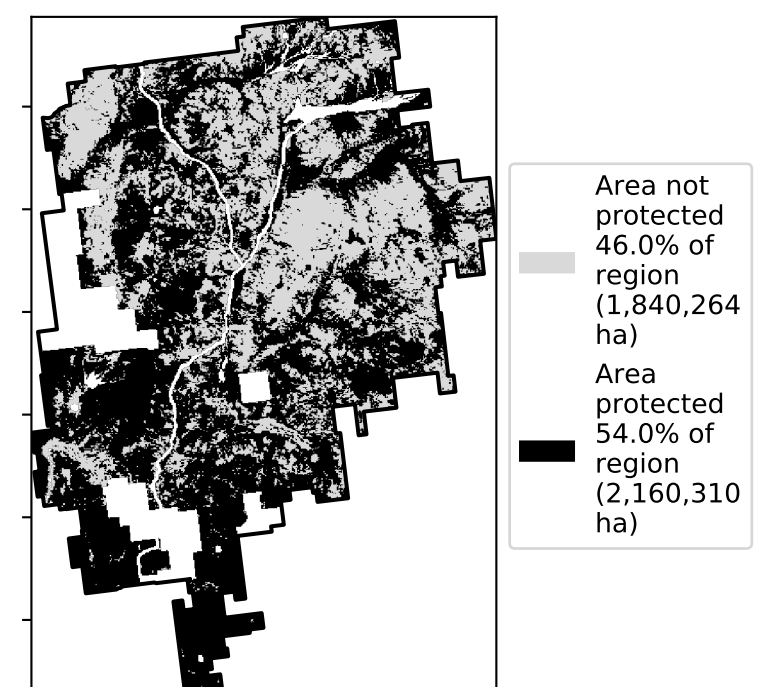 Area not
protected
46.0% of
region
(1,840,264
ha)
Area
protected
54.0% of
region
(2,160,310
ha)